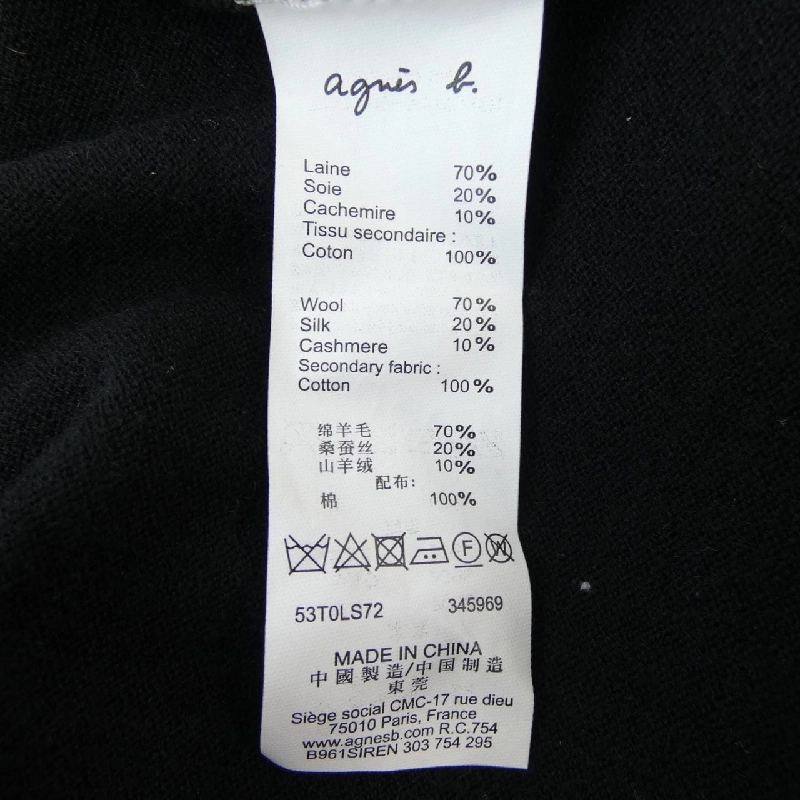 agnès b.
Laine 70%
Soie 20%
Cachemire 10%
Tissu secondaire :
Coton 100%
Wool 70%
Silk 20%
Cashmere 10%
Secondary fabric :
Cotton 100%
绵羊毛 70%
桑蚕丝 20%
山羊绒 10%
配布:
棉 100%
F W
53T0LS72 345969
MADE IN CHINA
中國製造/中国制造
東莞
Siège social CMC-17 rue dieu
75010 Paris, France
www.agnesb.com R.C.754
B961SIREN 303 754 295